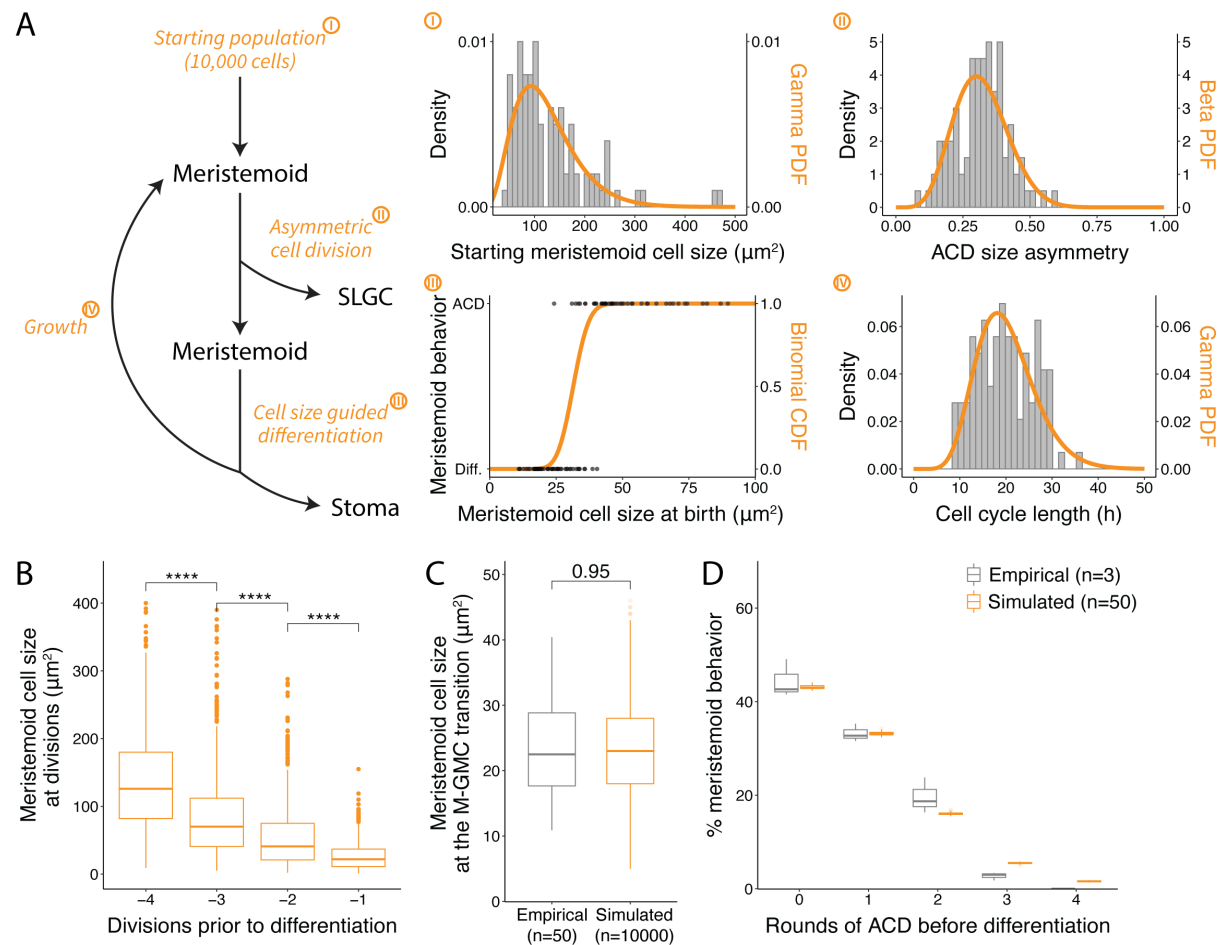 A
Starting population
I
(10,000 cells)
Meristemoid
Asymmetric
II
cell division
SLGC
Growth
IV
Meristemoid
Cell size guided
III
differentiation
Stoma
I
0.01
0.00
Density
0.01
0.00
Gamma PDF
100 200 300 400 500
Starting meristemoid cell size (µm²)
II
5
4
3
2
1
0
Density
5
4
3
2
1
0
Beta PDF
0.00 0.25 0.50 0.75 1.00
ACD size asymmetry
III
ACD
Diff.
Meristemoid behavior
1.0
0.5
0.0
Binomial CDF
0 25 50 75 100
Meristemoid cell size at birth (µm²)
IV
0.06
0.04
0.02
0.00
Density
0.06
0.04
0.02
0.00
Gamma PDF
0 10 20 30 40 50
Cell cycle length (h)
B
Meristemoid cell size
at divisions (µm²)
400
300
200
100
0
****
****
****
−4 −3 −2 −1
Divisions prior to differentiation
C
Meristemoid cell size
at the M-GMC transition (µm²)
50
40
30
20
10
0
0.95
Empirical Simulated
(n=50) (n=10000)
D
% meristemoid behavior
60
40
20
0
Empirical (n=3)
Simulated (n=50)
0 1 2 3 4
Rounds of ACD before differentiation